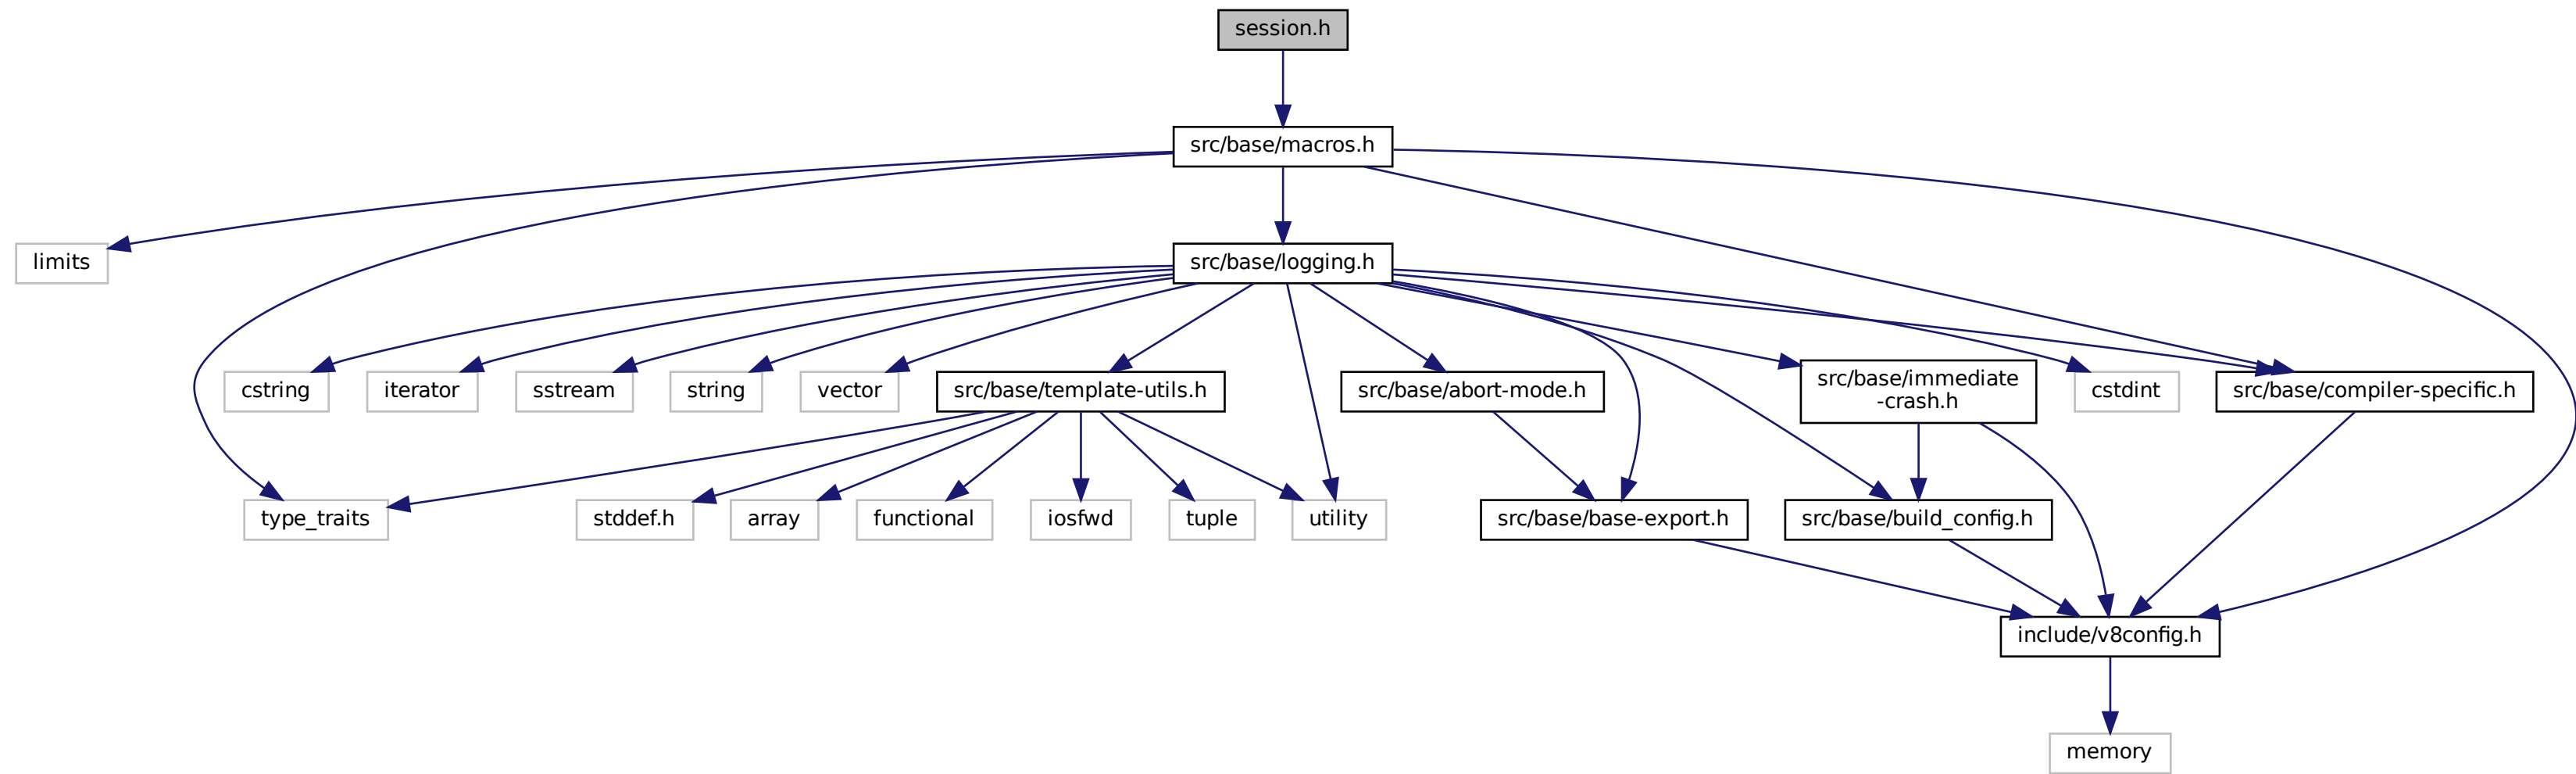 session.h
src/base/macros.h
limits
src/base/logging.h
cstring
iterator
sstream
string
vector
src/base/template-utils.h
src/base/abort-mode.h
src/base/immediate
-crash.h
cstdint
src/base/compiler-specific.h
type_traits
stddef.h
array
functional
iosfwd
tuple
utility
src/base/base-export.h
src/base/build_config.h
include/v8config.h
memory